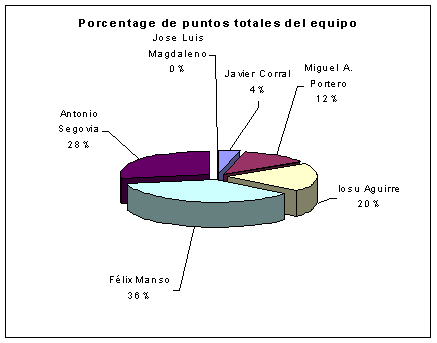 Porcentage de puntos totales del equipo
Jose Luis
Magdaleno
0%
Javier Corral
4%
Miguel A.
Portero
12%
Antonio
Segovia
28%
Iosu Aguirre
20%
Félix Manso
36%